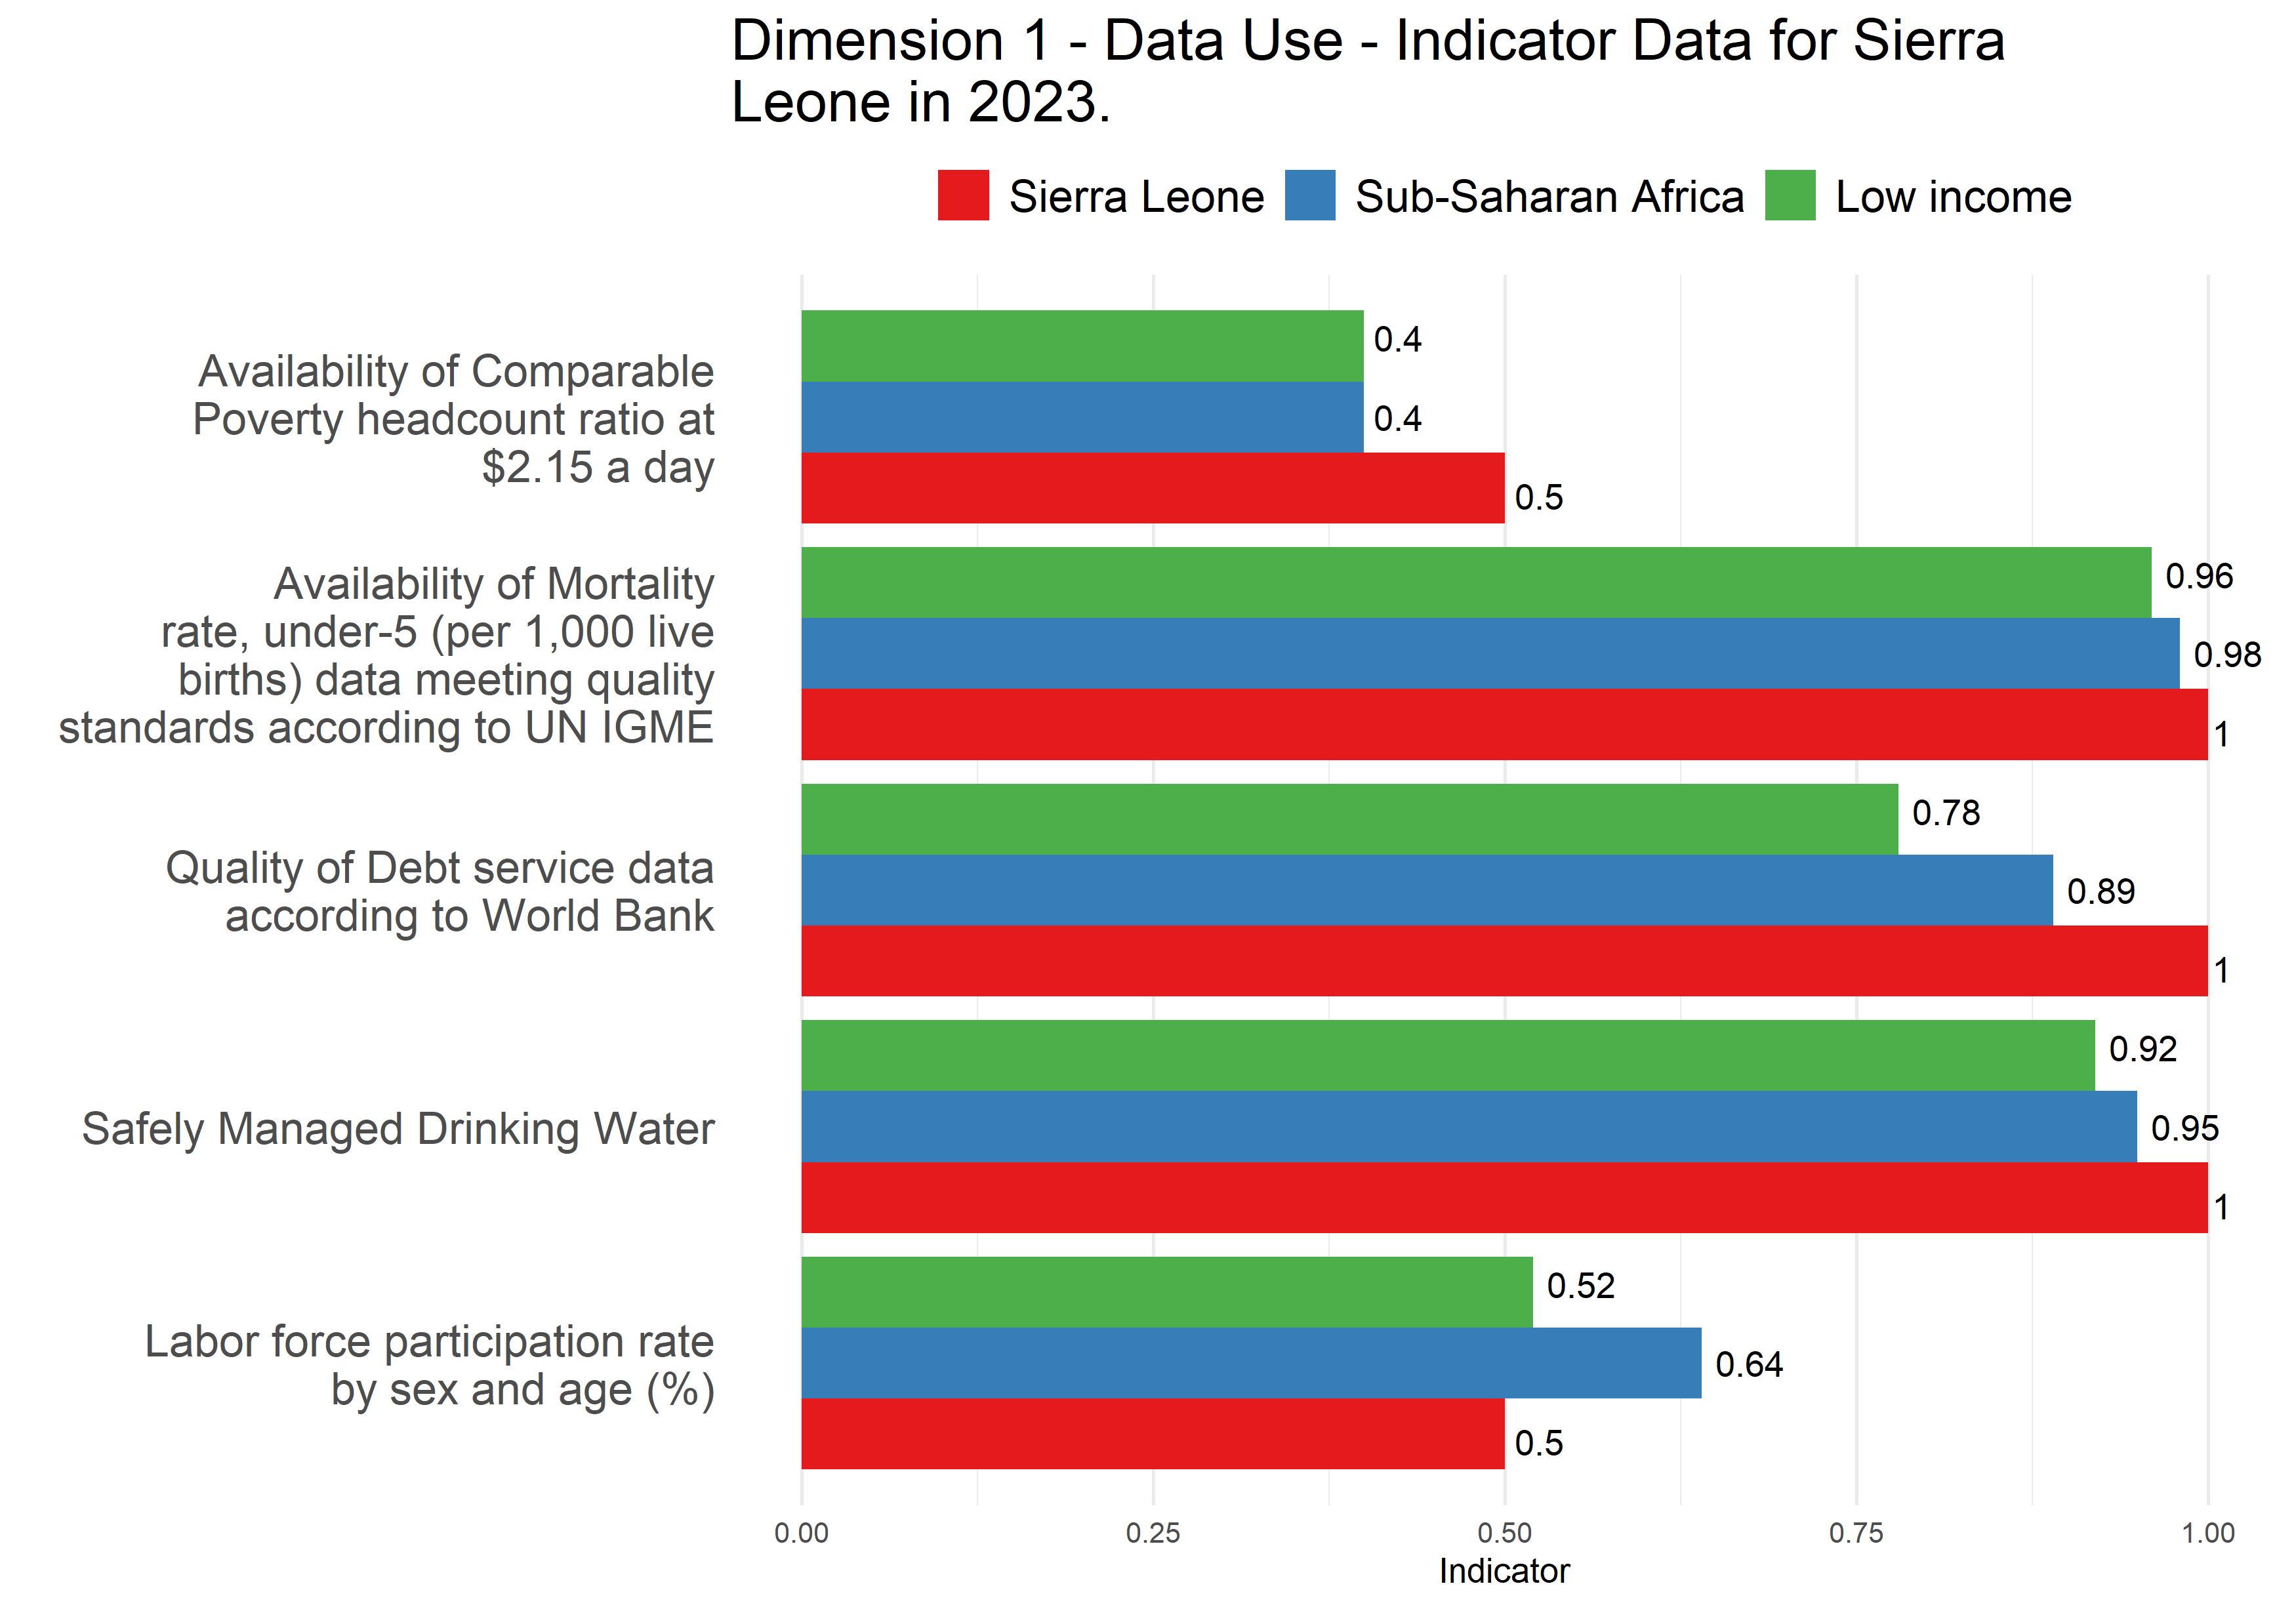 Dimension 1 - Data Use - Indicator Data for Sierra
Leone in 2023.
Sierra Leone
Sub-Saharan Africa
Low income
Availability of Comparable
Poverty headcount ratio at
$2.15 a day
0.4
0.4
0.5
Availability of Mortality
rate, under-5 (per 1,000 live
births) data meeting quality
standards according to UN IGME
0.96
0.98
1
Quality of Debt service data
according to World Bank
0.78
0.89
1
Safely Managed Drinking Water
0.92
0.95
1
Labor force participation rate
by sex and age (%)
0.52
0.64
0.5
0.00
0.25
0.50
0.75
1.00
Indicator